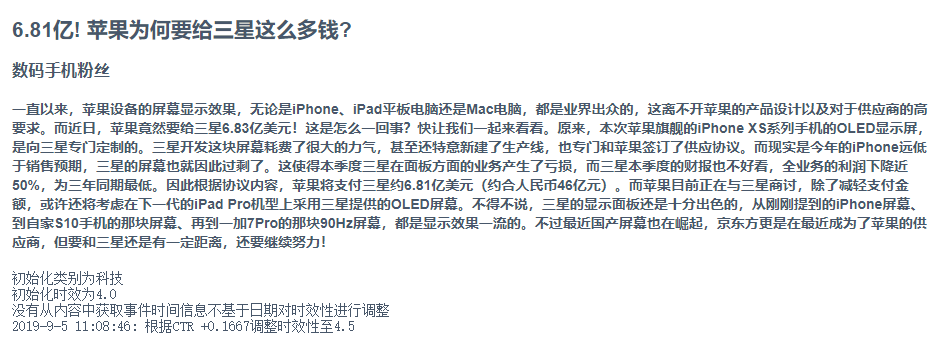 6.81亿! 苹果为何要给三星这么多钱?
数码手机粉丝
一直以来，苹果设备的屏幕显示效果，无论是iPhone、iPad平板电脑还是Mac电脑，都是业界出众的，这离不开苹果的产品设计以及对于供应商的高
要求。而近日，苹果竟然要给三星6.83亿美元！这是怎么一回事？快让我们一起来看看。原来，本次苹果旗舰的iPhone XS系列手机的OLED显示屏，
是向三星专门定制的。三星开发这块屏幕耗费了很大的力气，甚至还特意新建了生产线，也专门和苹果签订了供应协议。而现实是今年的iPhone远低
于销售预期，三星的屏幕也就因此过剩了。这使得本季度三星在面板方面的业务产生了亏损，而三星本季度的财报也不好看，全业务的利润下降近
50%，为三年同期最低。因此根据协议内容，苹果将支付三星约6.81亿美元（约合人民币46亿元）。而苹果目前正在与三星商讨，除了减轻支付金
额，或许还将考虑在下一代的iPad Pro机型上采用三星提供的OLED屏幕。不得不说，三星的显示面板还是十分出色的，从刚刚提到的iPhone屏幕、
到自家S10手机的那块屏幕、再到一加7Pro的那块90Hz屏幕，都是显示效果一流的。不过最近国产屏幕也在崛起，京东方更是在最近成为了苹果的供
应商，但要和三星还是有一定距离，还要继续努力！
初始化类别为科技
初始化时效为4.0
没有从内容中获取事件时间信息不基于日期对时效性进行调整
2019-9-5 11:08:46: 根据CTR +0.1667调整时效性至4.5